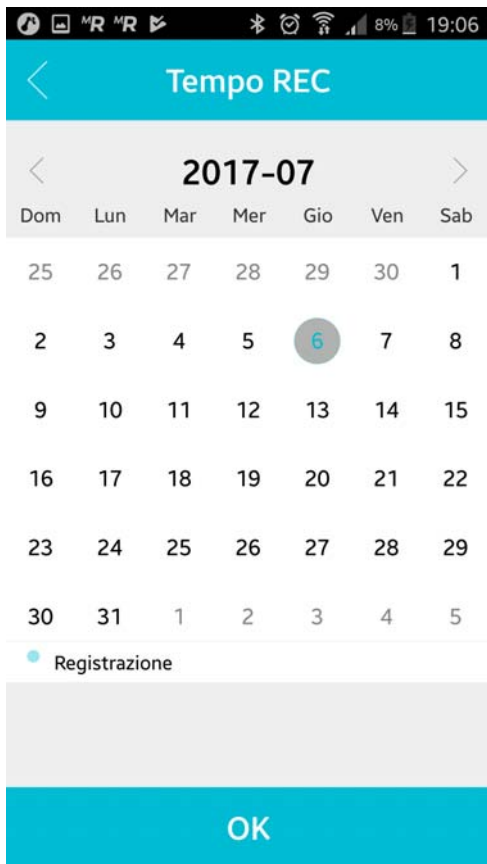 ᴹR ᴹR 8% 19:06
Tempo REC
2017-07
Dom Lun Mar Mer Gio Ven Sab
25 26 27 28 29 30 1
2 3 4 5 6 7 8
9 10 11 12 13 14 15
16 17 18 19 20 21 22
23 24 25 26 27 28 29
30 31 1 2 3 4 5
Registrazione
OK